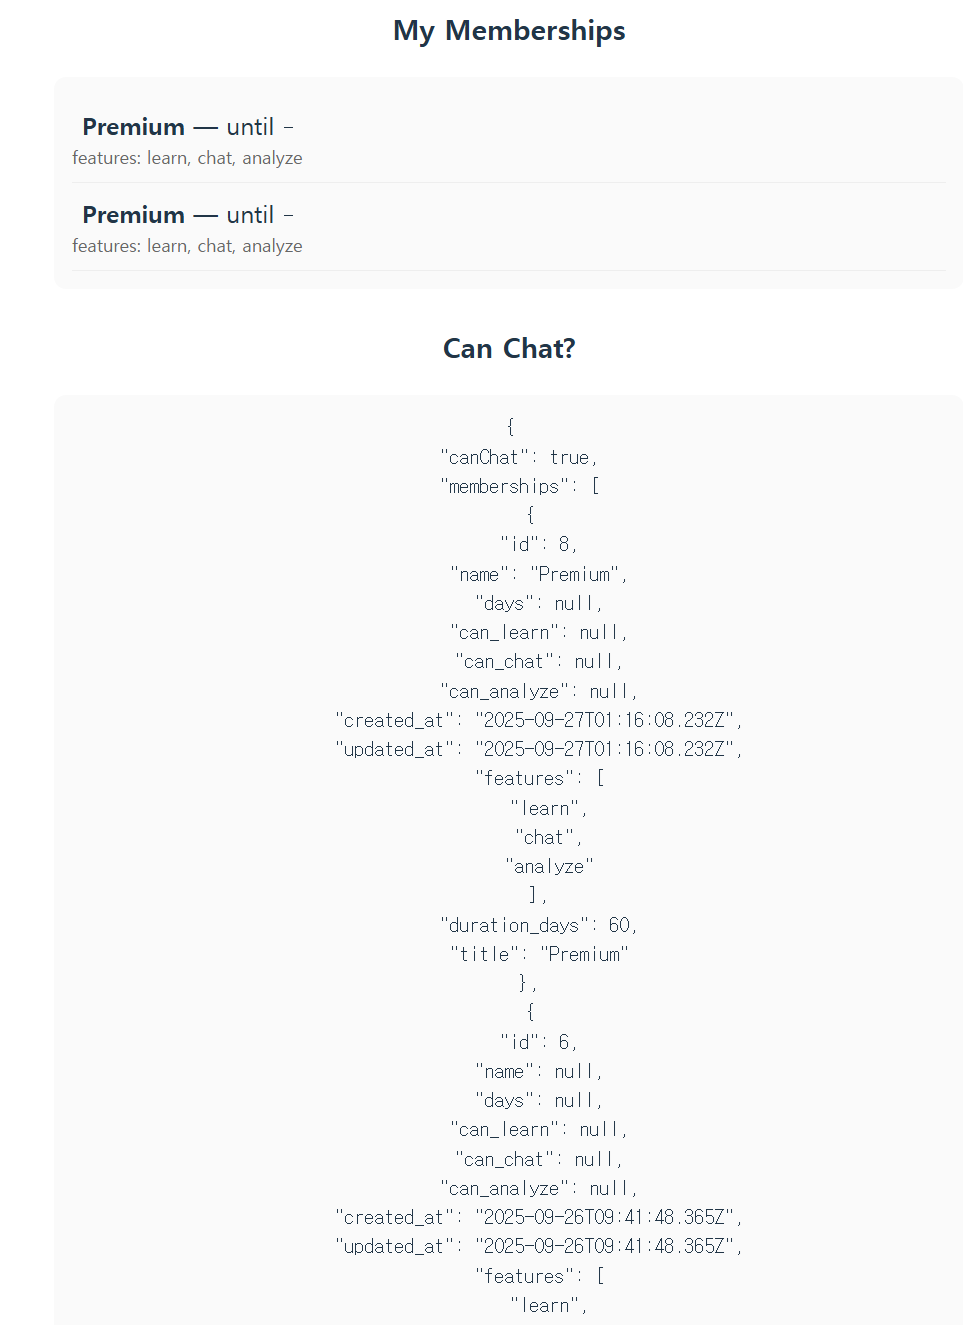 My Memberships
Premium — until -
features: learn, chat, analyze
Premium — until -
features: learn, chat, analyze
Can Chat?
{
"canChat": true,
"memberships": [
{
"id": 8,
"name": "Premium",
"days": null,
"can_learn": null,
"can_chat": null,
"can_analyze": null,
"created_at": "2025-09-27T01:16:08.232Z",
"updated_at": "2025-09-27T01:16:08.232Z",
"features": [
"learn",
"chat",
"analyze"
],
"duration_days": 60,
"title": "Premium"
},
{
"id": 6,
"name": null,
"days": null,
"can_learn": null,
"can_chat": null,
"can_analyze": null,
"created_at": "2025-09-26T09:41:48.365Z",
"updated_at": "2025-09-26T09:41:48.365Z",
"features": [
"learn",